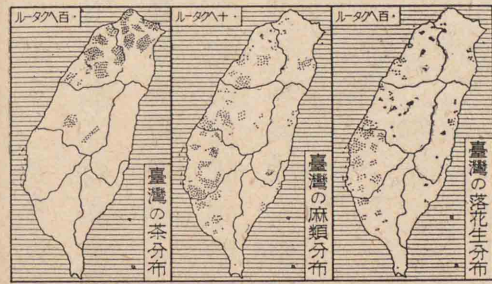 ・百ヘクタール
臺灣の落花生分布
・十ヘクタール
臺灣の麻類分布
・百ヘクタール
臺灣の茶分布